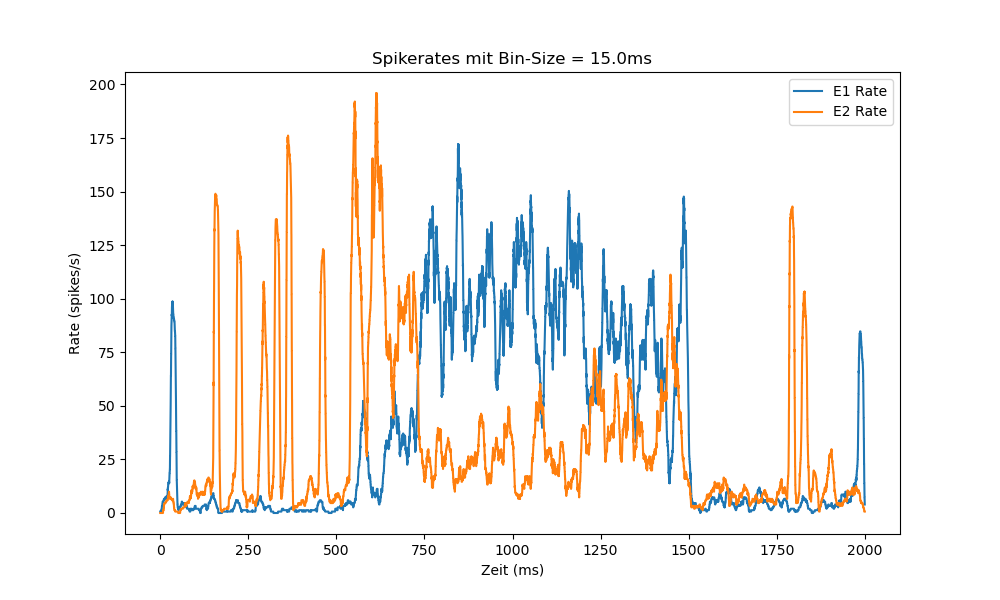 Spikerates mit Bin-Size = 15.0ms
E1 Rate
E2 Rate
200
175
150
125
100
75
50
25
0
Rate (spikes/s)
0 250 500 750 1000 1250 1500 1750 2000
Zeit (ms)